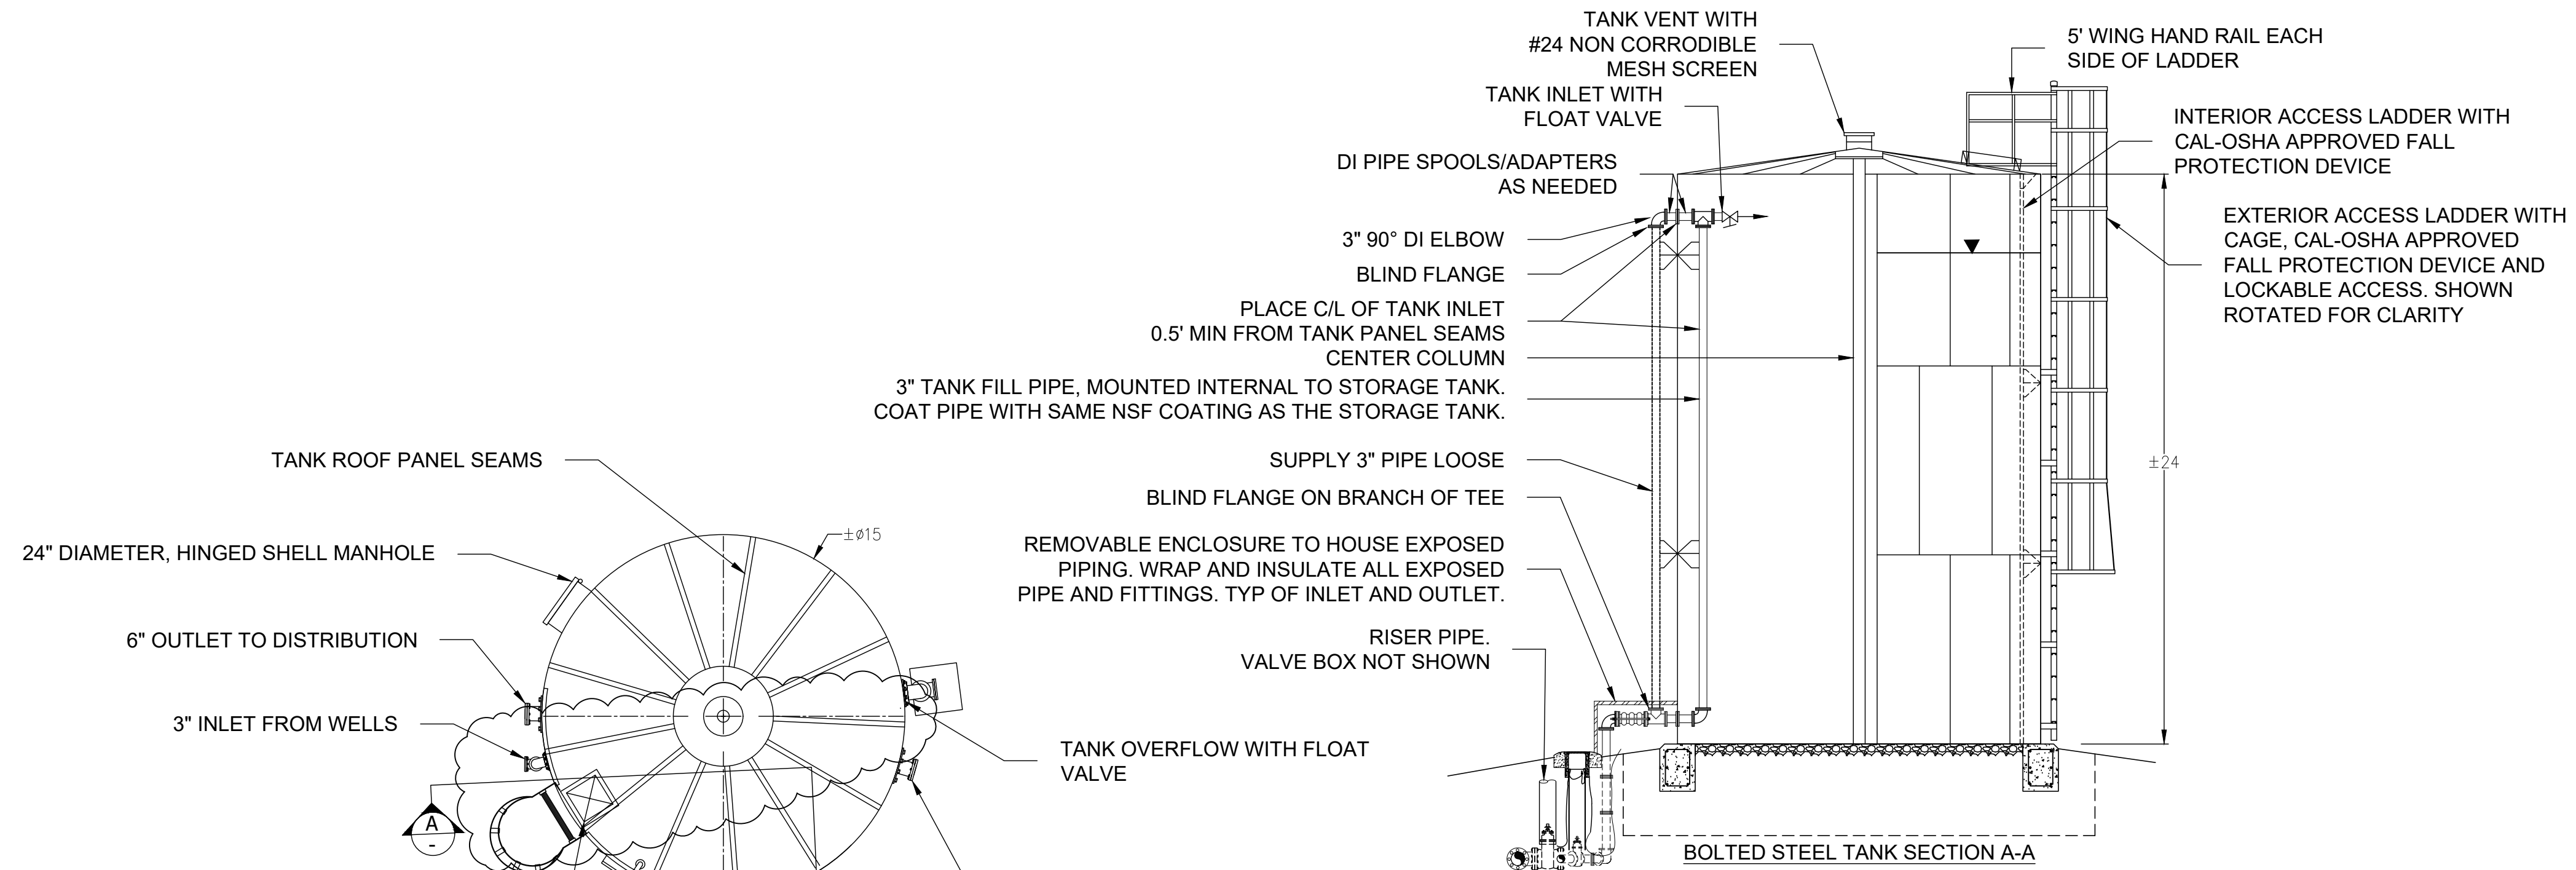 TANK VENT WITH
#24 NON CORRODIBLE
MESH SCREEN
TANK INLET WITH
FLOAT VALVE
DI PIPE SPOOLS/ADAPTERS
AS NEEDED
3" 90° DI ELBOW
BLIND FLANGE
PLACE C/L OF TANK INLET
0.5' MIN FROM TANK PANEL SEAMS
CENTER COLUMN
3" TANK FILL PIPE, MOUNTED INTERNAL TO STORAGE TANK.
COAT PIPE WITH SAME NSF COATING AS THE STORAGE TANK.
SUPPLY 3" PIPE LOOSE
BLIND FLANGE ON BRANCH OF TEE
REMOVABLE ENCLOSURE TO HOUSE EXPOSED
PIPING. WRAP AND INSULATE ALL EXPOSED
PIPE AND FITTINGS. TYP OF INLET AND OUTLET.
RISER PIPE.
VALVE BOX NOT SHOWN
5' WING HAND RAIL EACH
SIDE OF LADDER
INTERIOR ACCESS LADDER WITH
CAL-OSHA APPROVED FALL
PROTECTION DEVICE
EXTERIOR ACCESS LADDER WITH
CAGE, CAL-OSHA APPROVED
FALL PROTECTION DEVICE AND
LOCKABLE ACCESS. SHOWN
ROTATED FOR CLARITY
±24
BOLTED STEEL TANK SECTION A-A
TANK ROOF PANEL SEAMS
±ø15
24" DIAMETER, HINGED SHELL MANHOLE
6" OUTLET TO DISTRIBUTION
3" INLET FROM WELLS
TANK OVERFLOW WITH FLOAT
VALVE
A
-